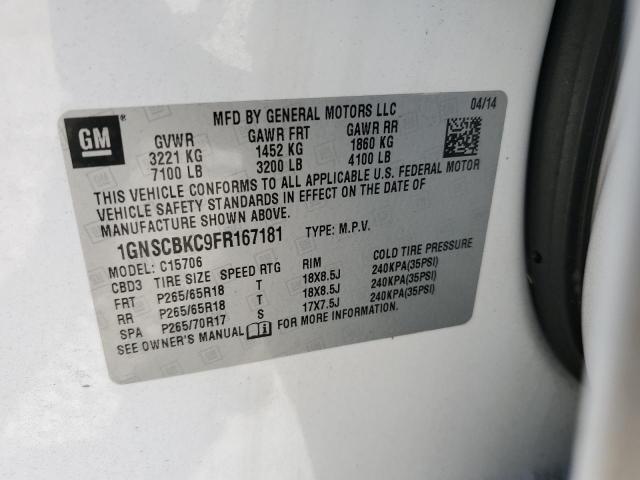 MFD BY GENERAL MOTORS LLC 04/14
GM ®
GVWR GAWR FRT GAWR RR
3221 KG 1452 KG 1860 KG
7100 LB 3200 LB 4100 LB
THIS VEHICLE CONFORMS TO ALL APPLICABLE U.S. FEDERAL MOTOR
VEHICLE SAFETY STANDARDS IN EFFECT ON THE DATE OF
MANUFACTURE SHOWN ABOVE.
1GNSCBKC9FR167181 TYPE: M.P.V.
MODEL: C15706
CBD3 TIRE SIZE SPEED RTG RIM COLD TIRE PRESSURE
FRT P265/65R18 T 18X8.5J 240KPA(35PSI)
RR P265/65R18 T 18X8.5J 240KPA(35PSI)
SPA P265/70R17 S 17X7.5J 240KPA(35PSI)
SEE OWNER'S MANUAL FOR MORE INFORMATION.